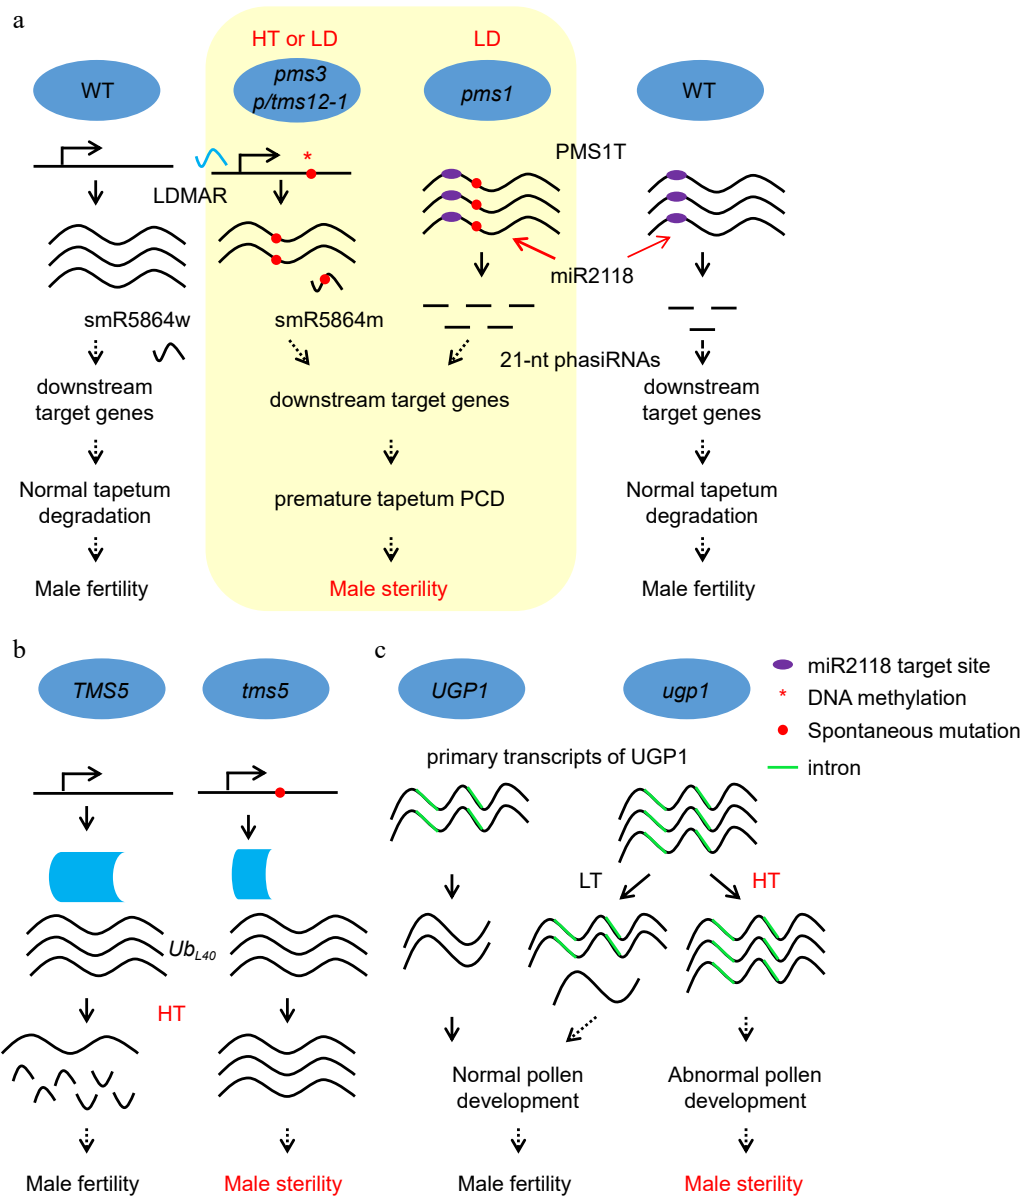 a
HT or LD
LD
WT
pms3
p/tms12-1
pms1
WT
*
PMS1T
LDMAR
miR2118
smR5864w
smR5864m
21-nt phasiRNAs
downstream
target genes
downstream target genes
downstream
target genes
Normal tapetum
degradation
premature tapetum PCD
Normal tapetum
degradation
Male fertility
Male sterility
Male fertility
b
TMS5
tms5
UbL40
HT
Male fertility
Male sterility
c
UGP1
ugp1
primary transcripts of UGP1
LT
HT
Normal pollen
development
Abnormal pollen
development
Male fertility
Male sterility
miR2118 target site
* DNA methylation
Spontaneous mutation
intron